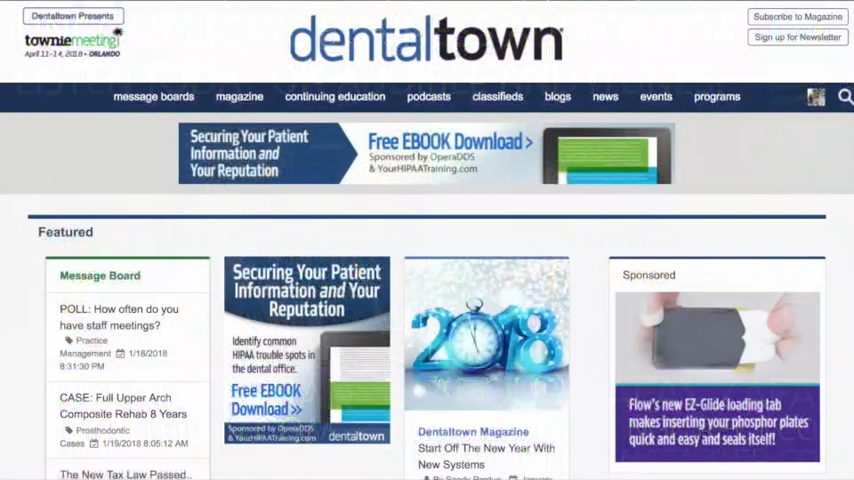 Dentaltown Presents
towniemeeting
April 11-14, 2018 • ORLANDO
dentaltown
Subscribe to Magazine
Sign up for Newsletter
message boards magazine continuing education podcasts classifieds blogs news events programs
Securing Your Patient
Information and
Your Reputation
Free EBOOK Download >
Sponsored by OperaDDS
& YourHIPAATraining.com
Featured
Message Board
POLL: How often do you
have staff meetings?
Practice
Management 1/18/2018
8:31:30 PM
CASE: Full Upper Arch
Composite Rehab 8 Years
Prosthodontic
Cases 1/19/2018 8:05:12 AM
The New Tax Law Passed..
Securing Your Patient
Information and Your
Reputation
Identify common
HIPAA trouble spots in
the dental office.
Free EBOOK
Download >>
Sponsored by OperaDDS
& YourHIPAATraining.com
dentaltown
2018
Dentaltown Magazine
Start Off The New Year With
New Systems
By Sandy Pardue January
Sponsored
Flow's new EZ-Glide loading tab
makes inserting your phosphor plates
quick and easy and seals itself!